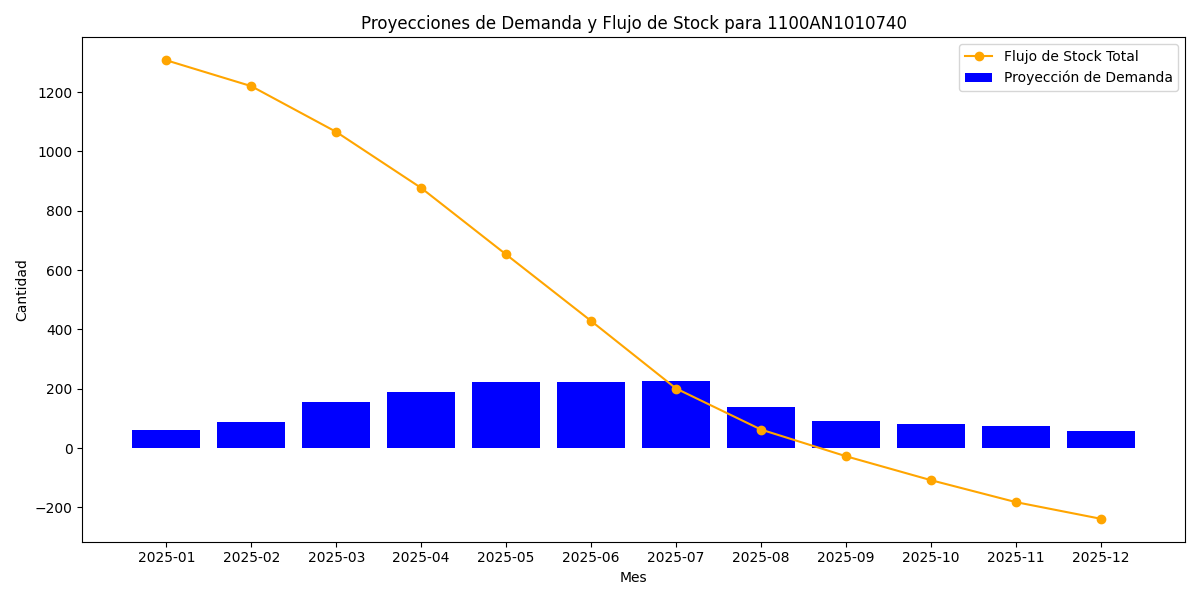 Proyecciones de Demanda y Flujo de Stock para 1100AN1010740
Flujo de Stock Total
Proyección de Demanda
Cantidad
1200
1000
800
600
400
200
0
−200
2025-01 2025-02 2025-03 2025-04 2025-05 2025-06 2025-07 2025-08 2025-09 2025-10 2025-11 2025-12
Mes